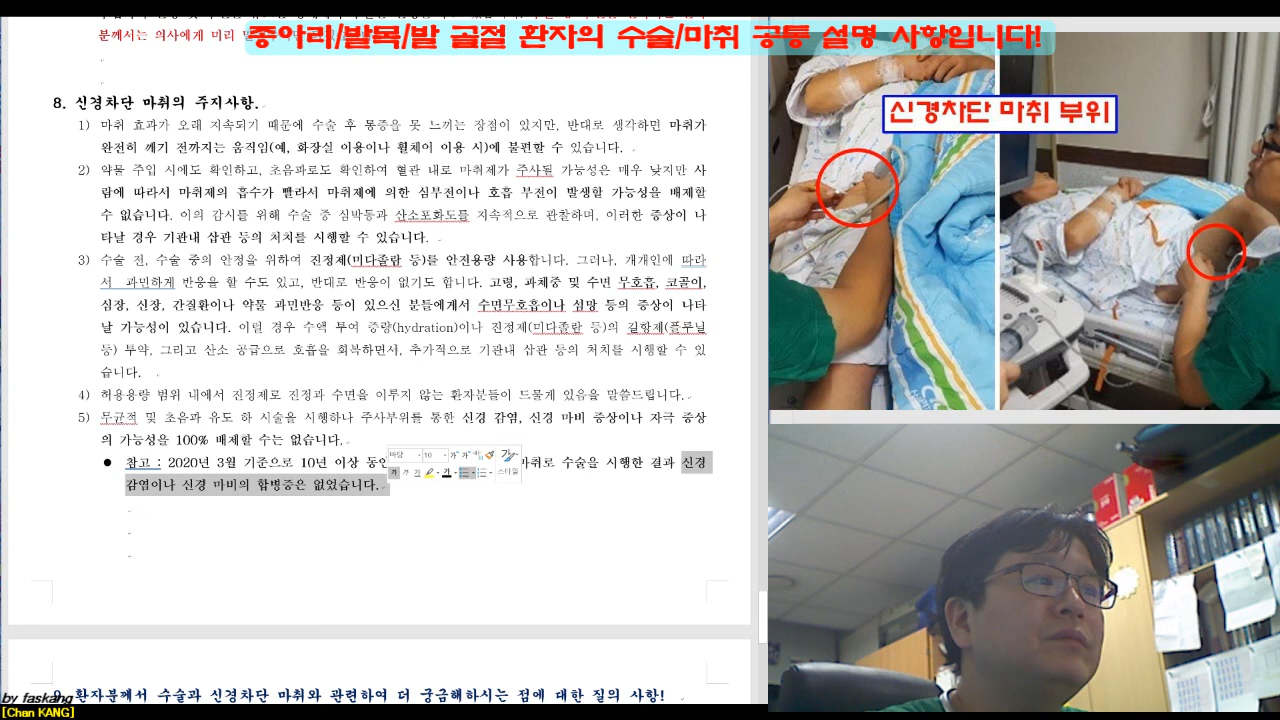 종아리/발목/발 골절 환자의 수술/마취 공통 설명 사항입니다!
분께서는 의사에게 미리
8. 신경차단 마취의 주지사항.
1) 마취 효과가 오래 지속되기 때문에 수술 후 통증을 못 느끼는 장점이 있지만, 반대로 생각하면 마취가
완전히 깨기 전까지는 움직임(예, 화장실 이용이나 휠체어 이용 시)에 불편할 수 있습니다.
2) 약물 주입 시에도 확인하고, 초음파로도 확인하여 혈관 내로 마취제가 주사될 가능성은 매우 낮지만 사
람에 따라서 마취제의 흡수가 빨라서 마취제에 의한 심부전이나 호흡 부전이 발생할 가능성을 배제할
수 없습니다. 이의 감시를 위해 수술 중 심박동과 산소포화도를 지속적으로 관찰하며, 이러한 증상이 나
타날 경우 기관내 삽관 등의 처치를 시행할 수 있습니다.
3) 수술 전, 수술 중의 안정을 위하여 진정제(미다졸람 등)를 안전용량 사용합니다. 그러나, 개개인에 따라
서 과민하게 반응을 할 수도 있고, 반대로 반응이 없기도 합니다. 고령, 과체중 및 수면 무호흡, 코골이,
심장, 신장, 간질환이나 약물 과민반응 등이 있으신 분들에게서 수면무호흡이나 섬망 등의 증상이 나타
날 가능성이 있습니다. 이럴 경우 수액 투여 증량(hydration)이나 진정제(미다졸람 등)의 길항제(플루닐
등) 투약, 그리고 산소 공급으로 호흡을 회복하면서, 추가적으로 기관내 삽관 등의 처치를 시행할 수 있
습니다.
4) 허용용량 범위 내에서 진정제로 진정과 수면을 이루지 않는 환자분들이 드물게 있음을 말씀드립니다.
5) 무균적 및 초음파 유도 하 시술을 시행하나 주사부위를 통한 신경 감염, 신경 마비 증상이나 자극 증상
의 가능성을 100% 배제할 수는 없습니다.
● 참고 : 2020년 3월 기준으로 10년 이상 동안 마취로 수술을 시행한 결과 신경
감염이나 신경 마비의 합병증은 없었습니다.
바탕 10
스타일
9. 환자분께서 수술과 신경차단 마취와 관련하여 더 궁금해하시는 점에 대한 질의 사항!
신경차단 마취 부위
by faskang
[Chan KANG]